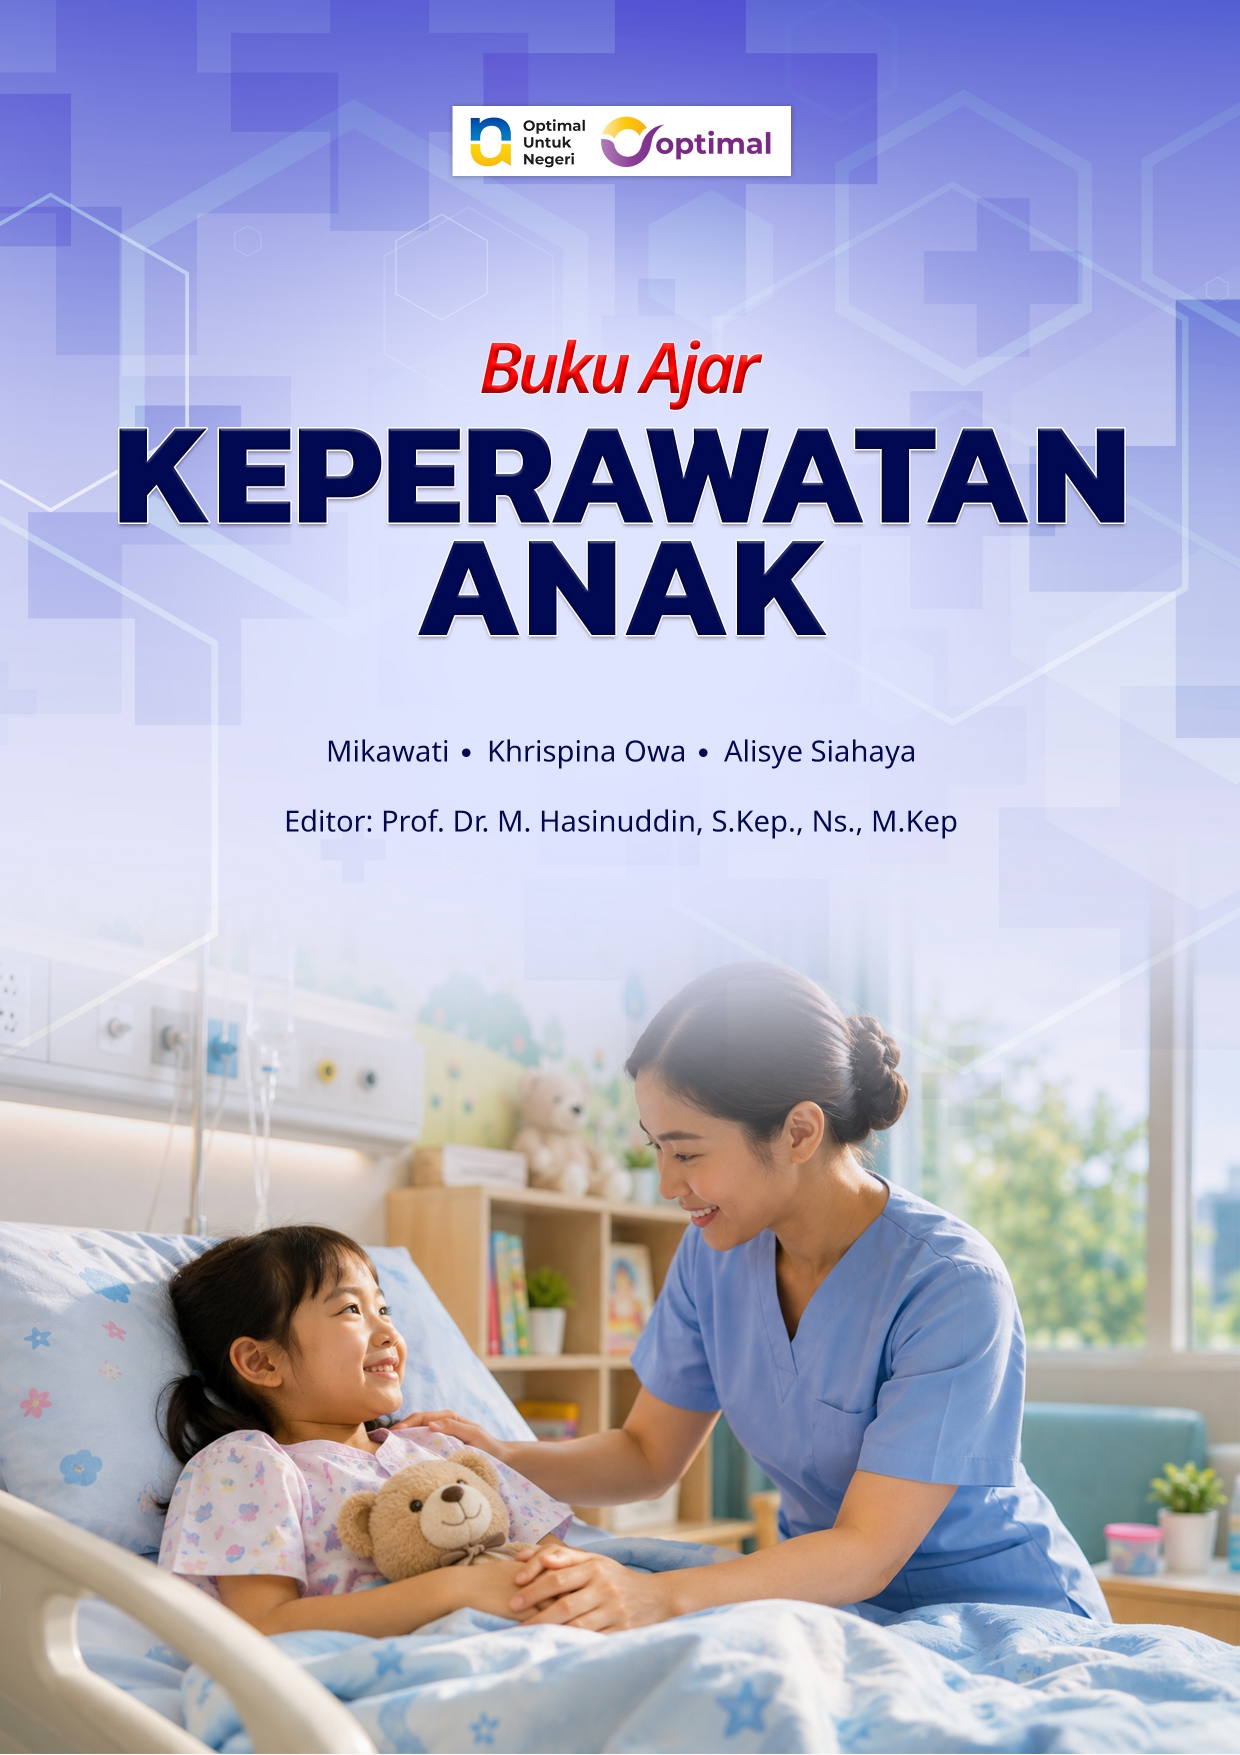 Optimal
Untuk
Negeri
optimal
Buku Ajar
KEPERAWATAN
ANAK
Mikawati • Khrispina Owa • Alisye Siahaya
Editor: Prof. Dr. M. Hasinuddin, S.Kep., Ns., M.Kep